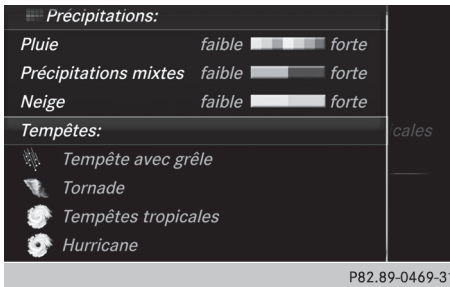 Précipitations:
Pluie faible forte
Précipitations mixtes faible forte
Neige faible forte
Tempêtes:
cales
Tempête avec grêle
Tornade
Tempêtes tropicales
Hurricane
P82.89-0469-31